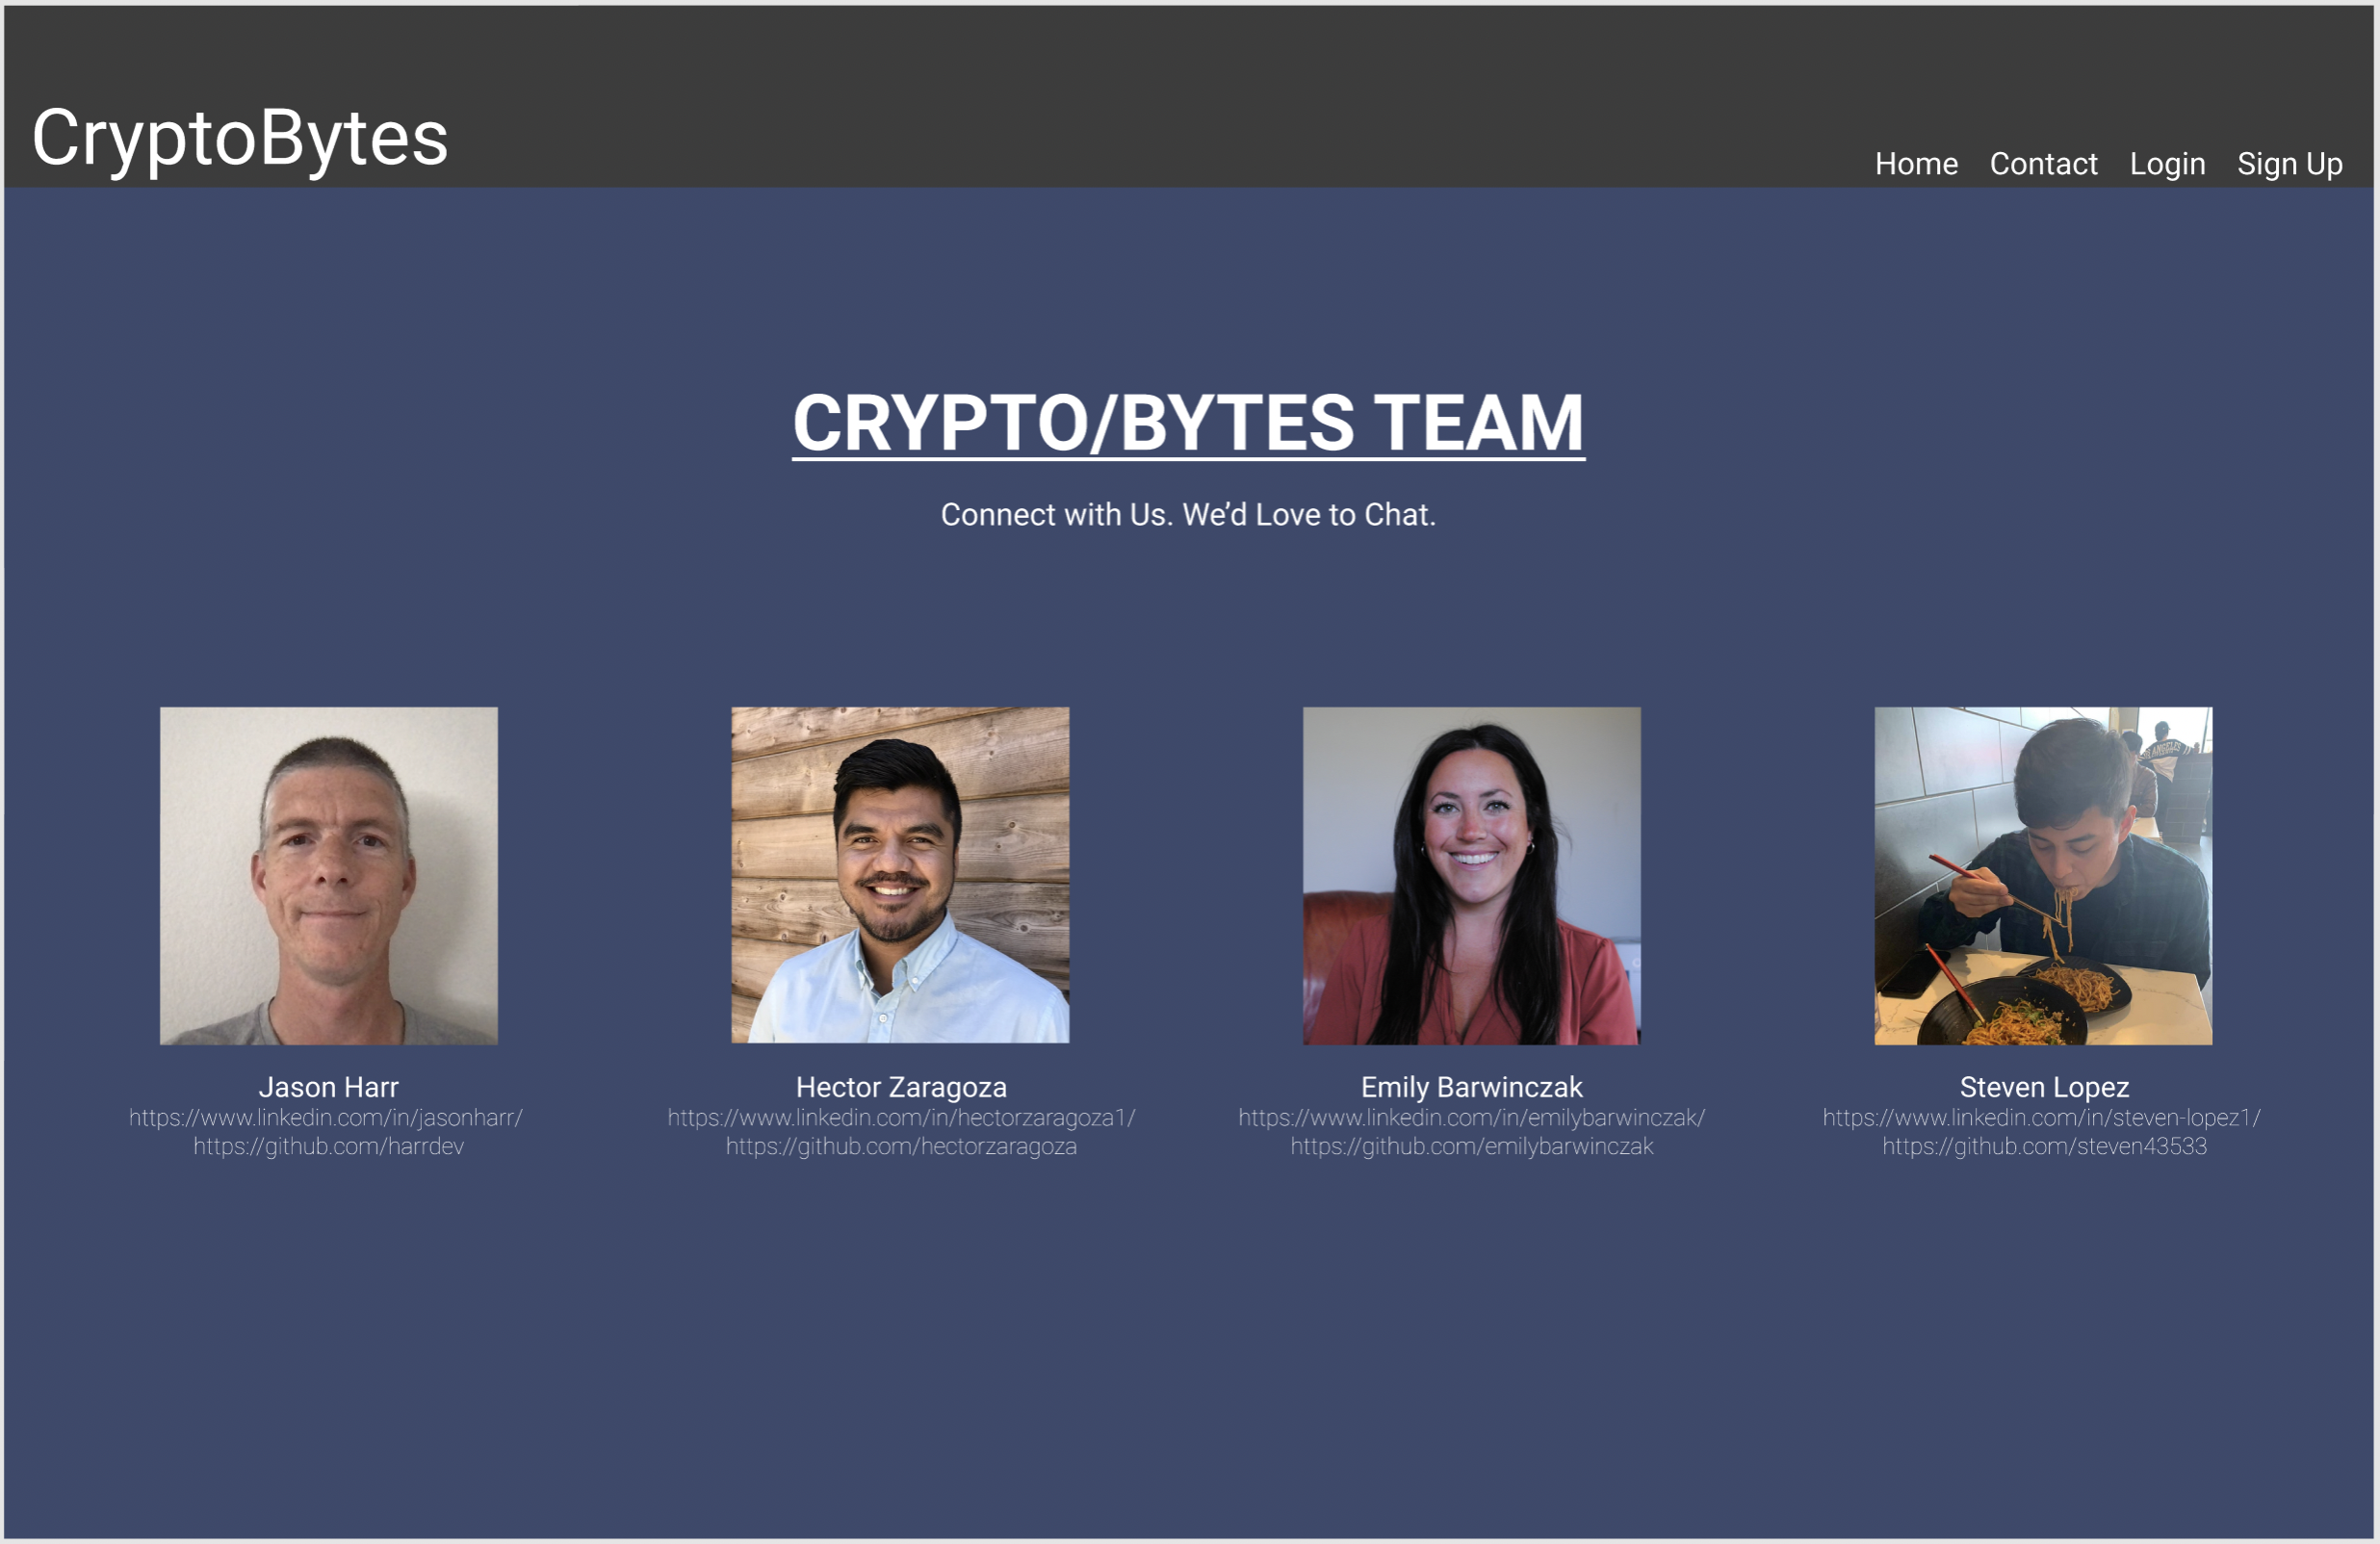 CryptoBytes
Home Contact Login Sign Up
CRYPTO/BYTES TEAM
Connect with Us. We’d Love to Chat.
Jason Harr
https://www.linkedin.com/in/jasonharr/
https://github.com/harrdev
Hector Zaragoza
https://www.linkedin.com/in/hectorzaragoza1/
https://github.com/hectorzaragoza
Emily Barwinczak
https://www.linkedin.com/in/emilybarwinczak/
https://github.com/emilybarwinczak
Steven Lopez
https://www.linkedin.com/in/steven-lopez1/
https://github.com/steven43533